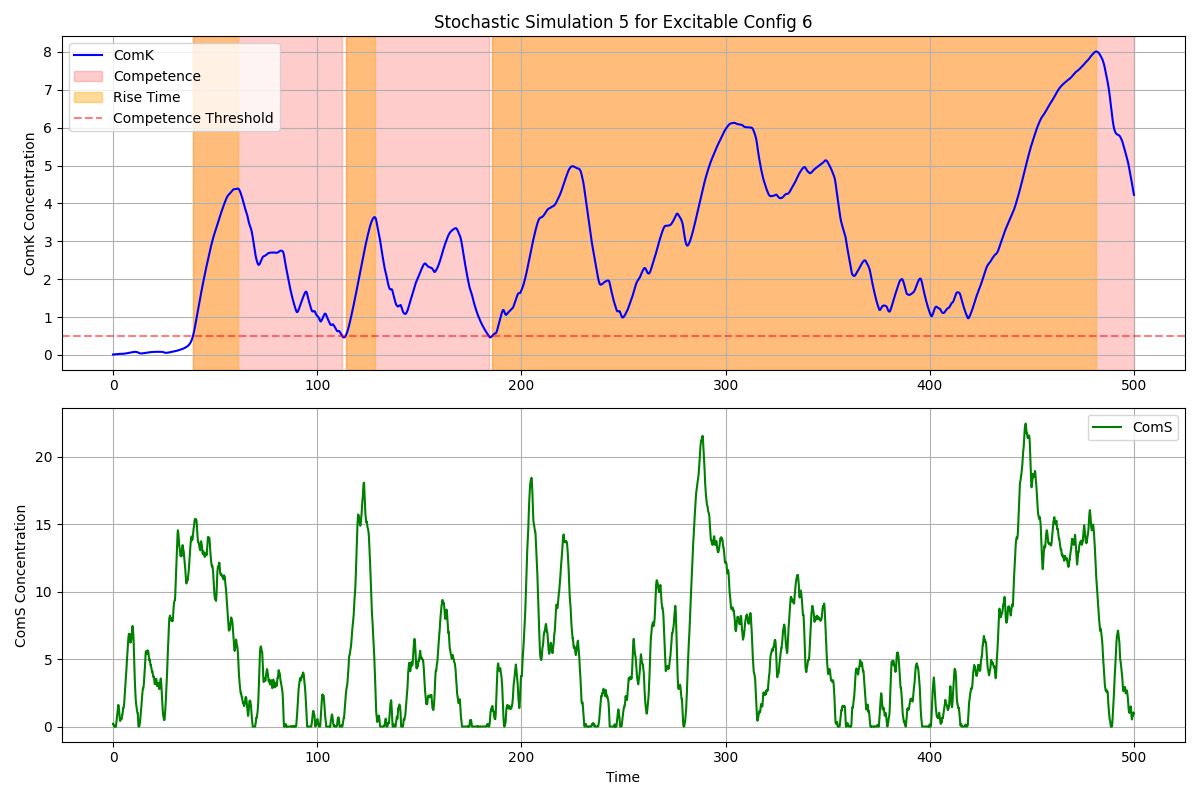 Stochastic Simulation 5 for Excitable Config 6
ComK Concentration
8
7
6
5
4
3
2
1
0
ComK
Competence
Rise Time
Competence Threshold
0 100 200 300 400 500
ComS Concentration
20
15
10
5
0
ComS
0 100 200 300 400 500
Time